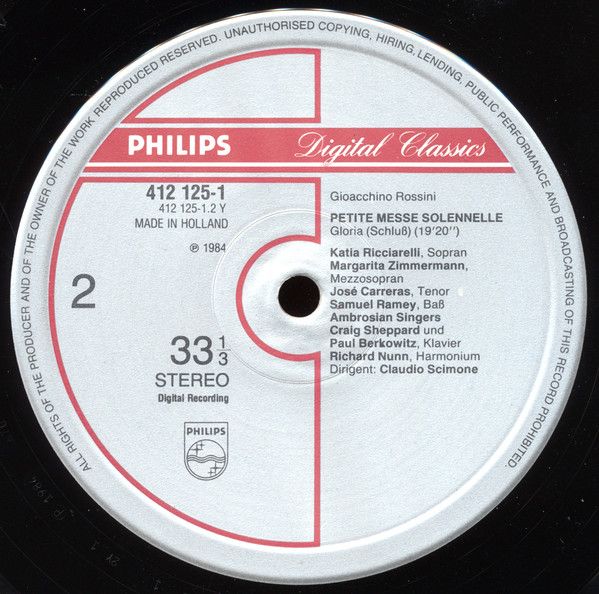 ALL RIGHTS OF THE PRODUCER AND OF THE OWNER OF THE WORK REPRODUCED RESERVED. UNAUTHORISED COPYING, HIRING, LENDING, PUBLIC PERFORMANCE AND BROADCASTING OF THIS RECORD PROHIBITED.
PHILIPS Digital Classics
412 125-1
412 125-1.2 Y
MADE IN HOLLAND
℗ 1984
2
33 1/3
STEREO
Digital Recording
PHILIPS
Gioacchino Rossini
PETITE MESSE SOLENNELLE
Gloria (Schluß) (19'20'')
Katia Ricciarelli, Sopran
Margarita Zimmermann,
Mezzosopran
José Carreras, Tenor
Samuel Ramey, Baß
Ambrosian Singers
Craig Sheppard und
Paul Berkowitz, Klavier
Richard Nunn, Harmonium
Dirigent: Claudio Scimone